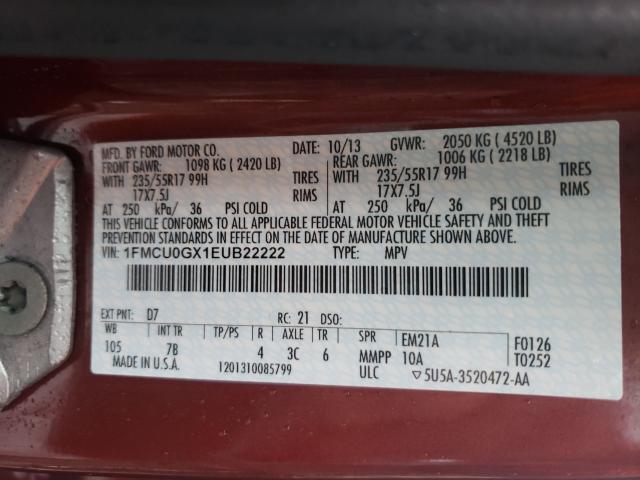 MFD. BY FORD MOTOR CO.
DATE: 10/13 GVWR: 2050 KG ( 4520 LB)
FRONT GAWR: 1098 KG ( 2420 LB) REAR GAWR: 1006 KG ( 2218 LB)
WITH 235/55R17 99H TIRES WITH 235/55R17 99H TIRES
17X7.5J RIMS 17X7.5J RIMS
AT 250 kPa/ 36 PSI COLD AT 250 kPa/ 36 PSI COLD
THIS VEHICLE CONFORMS TO ALL APPLICABLE FEDERAL MOTOR VEHICLE SAFETY AND THEFT
PREVENTION STANDARDS IN EFFECT ON THE DATE OF MANUFACTURE SHOWN ABOVE.
VIN: 1FMCU0GX1EUB22222 TYPE: MPV
EXT PNT: D7 RC: 21 DSO:
WB INT TR TP/PS R AXLE TR SPR EM21A F0126
105 7B 4 3C 6 MMPP 10A T0252
MADE IN U.S.A. 1201310085799 ULC ▽5U5A-3520472-AA